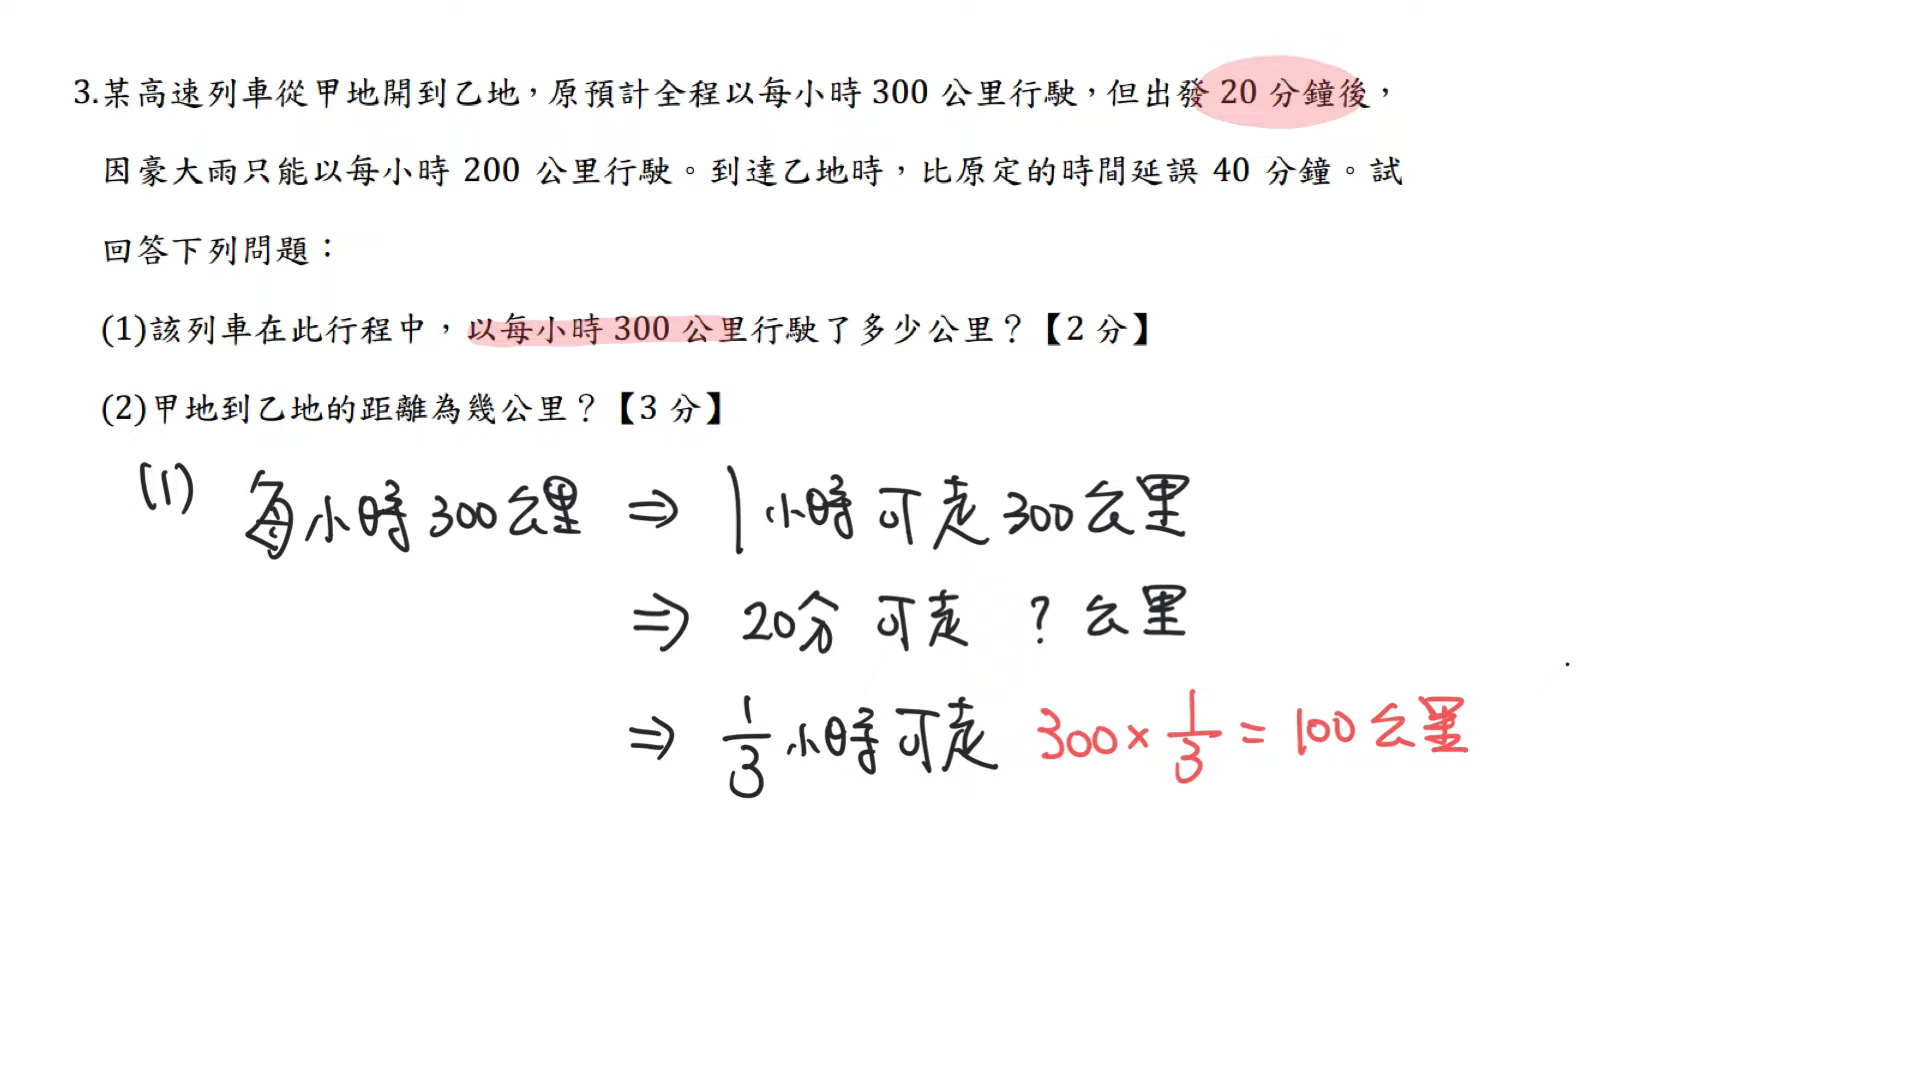 3.某高速列車從甲地開到乙地，原預計全程以每小時 300 公里行駛，但出發 20 分鐘後，
因豪大雨只能以每小時 200 公里行駛。到達乙地時，比原定的時間延誤 40 分鐘。試
回答下列問題：
(1)該列車在此行程中，以每小時 300 公里行駛了多少公里？【2 分】
(2)甲地到乙地的距離為幾公里？【3 分】
(1) 每小時300公里 ⇒ 1小時可走300公里
⇒ 20分可走 ? 公里
⇒ 1/3 小時可走 300 × 1/3 = 100公里